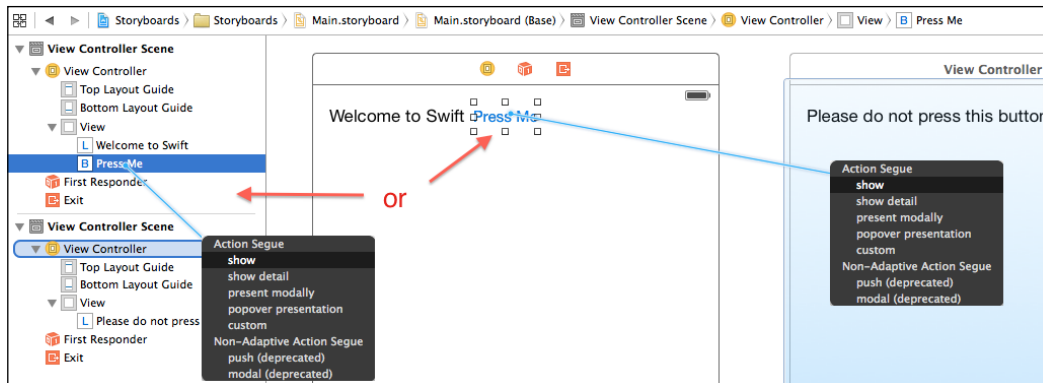 Storyboards Storyboards Main.storyboard Main.storyboard (Base) View Controller Scene View Controller View B Press Me
View Controller Scene
View Controller
Top Layout Guide
Bottom Layout Guide
View
L Welcome to Swift
B Press Me
First Responder
Exit
View Controller Scene
View Controller
Top Layout Guide
Bottom Layout Guide
View
L Please do not press
First Responder
Exit
Action Segue
show
show detail
present modally
popover presentation
custom
Non-Adaptive Action Segue
push (deprecated)
modal (deprecated)
Welcome to Swift Press Me
or
View Controller
Please do not press this button
Action Segue
show
show detail
present modally
popover presentation
custom
Non-Adaptive Action Segue
push (deprecated)
modal (deprecated)